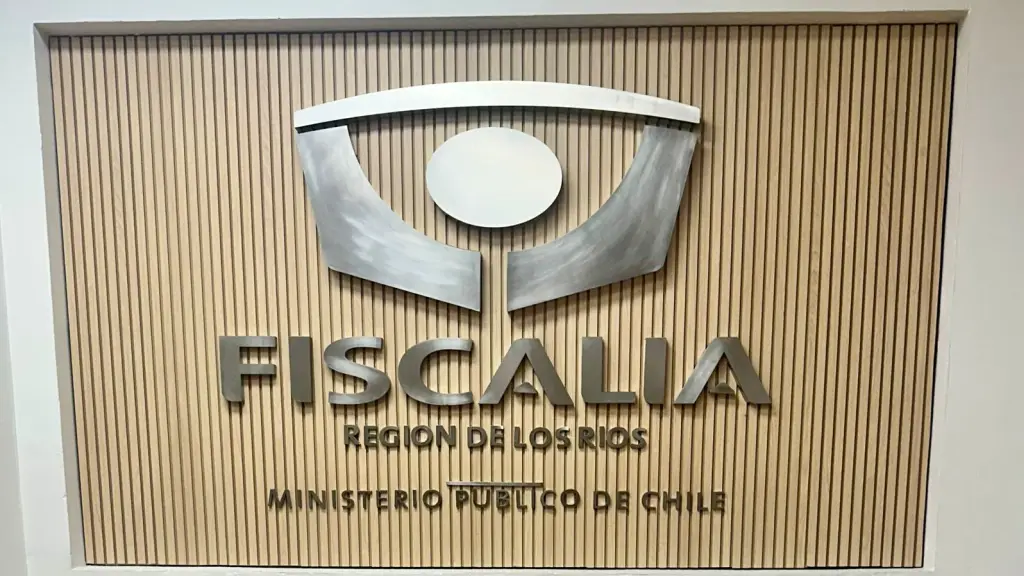 FISCALIA
REGION DE LOS RIOS
MINISTERIO PUBLICO DE CHILE